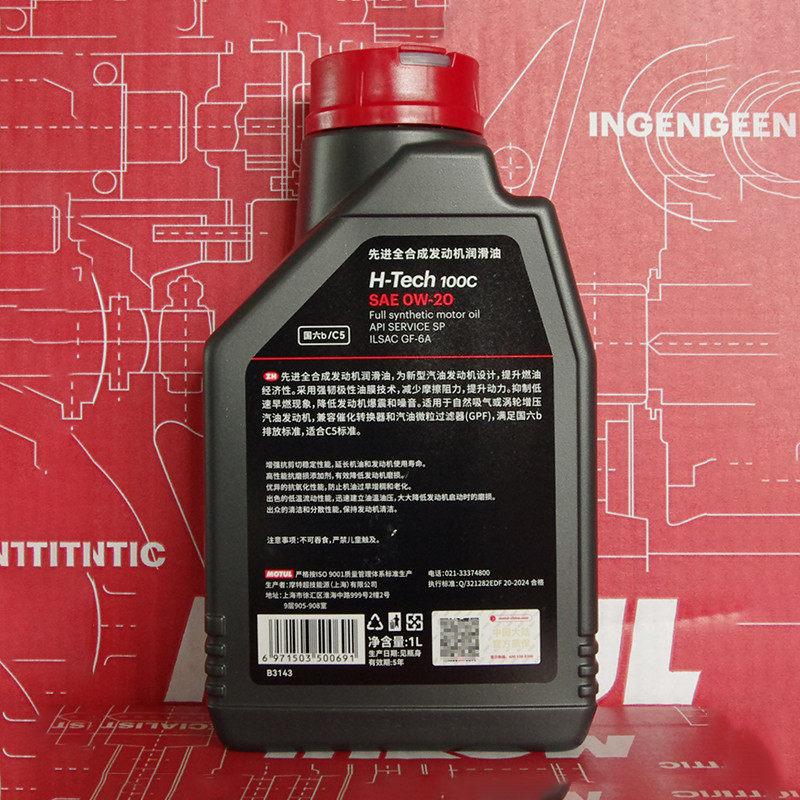 INGENGEEN
先进全合成发动机润滑油
H-Tech 100C
SAE 0W-20
Full synthetic motor oil
国六b/C5
API SERVICE SP
ILSAC GF-6A
ZH 先进全合成发动机润滑油,为新型汽油发动机设计,提升燃油
经济性。采用强韧极性油膜技术,减少摩擦阻力,提升动力。抑制低
速早燃现象,降低发动机爆震和噪音。适用于自然吸气或涡轮增压
汽油发动机,兼容催化转换器和汽油微粒过滤器(GPF),满足国六b
排放标准,适合C5标准。
增强抗剪切稳定性能,延长机油和发动机使用寿命。
高性能抗磨损添加剂,有效降低发动机磨损。
优异的抗氧化性能,防止机油过早增稠和老化。
出色的低温流动性能,迅速建立油温油压,大大降低发动机启动时的磨损。
出众的清洁和分散性能,保持发动机清洁。
注意事项:不可吞食,严禁儿童触及。
NTITNTIC
MOTUL 严格按ISO 9001质量管理体系标准生产
电话:021-33374800
生产者:摩特超技能源(上海)有限公司
执行标准:Q/321282EDF 20-2024 合格
地址:上海市徐汇区淮海中路999号2幢2号
9层905-908室
净含量:1L
生产日期:见瓶身
有效期:5年
6 971503 500691
B3143
中国大陆